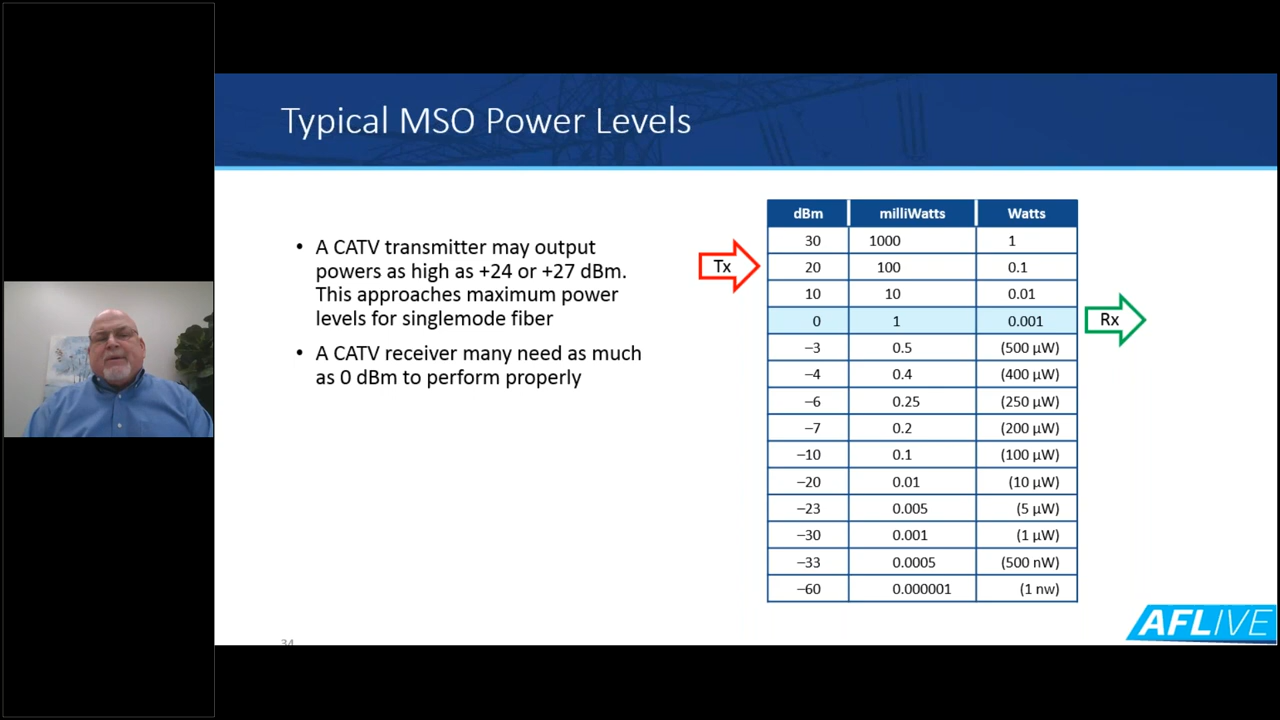 Typical MSO Power Levels
• A CATV transmitter may output
powers as high as +24 or +27 dBm.
This approaches maximum power
levels for singlemode fiber
• A CATV receiver many need as much
as 0 dBm to perform properly
Tx
dBm milliWatts Watts
30 1000 1
20 100 0.1
10 10 0.01
0 1 0.001
–3 0.5 (500 µW)
–4 0.4 (400 µW)
–6 0.25 (250 µW)
–7 0.2 (200 µW)
–10 0.1 (100 µW)
–20 0.01 (10 µW)
–23 0.005 (5 µW)
–30 0.001 (1 µW)
–33 0.0005 (500 nW)
–60 0.000001 (1 nw)
Rx
34
AFLIVE